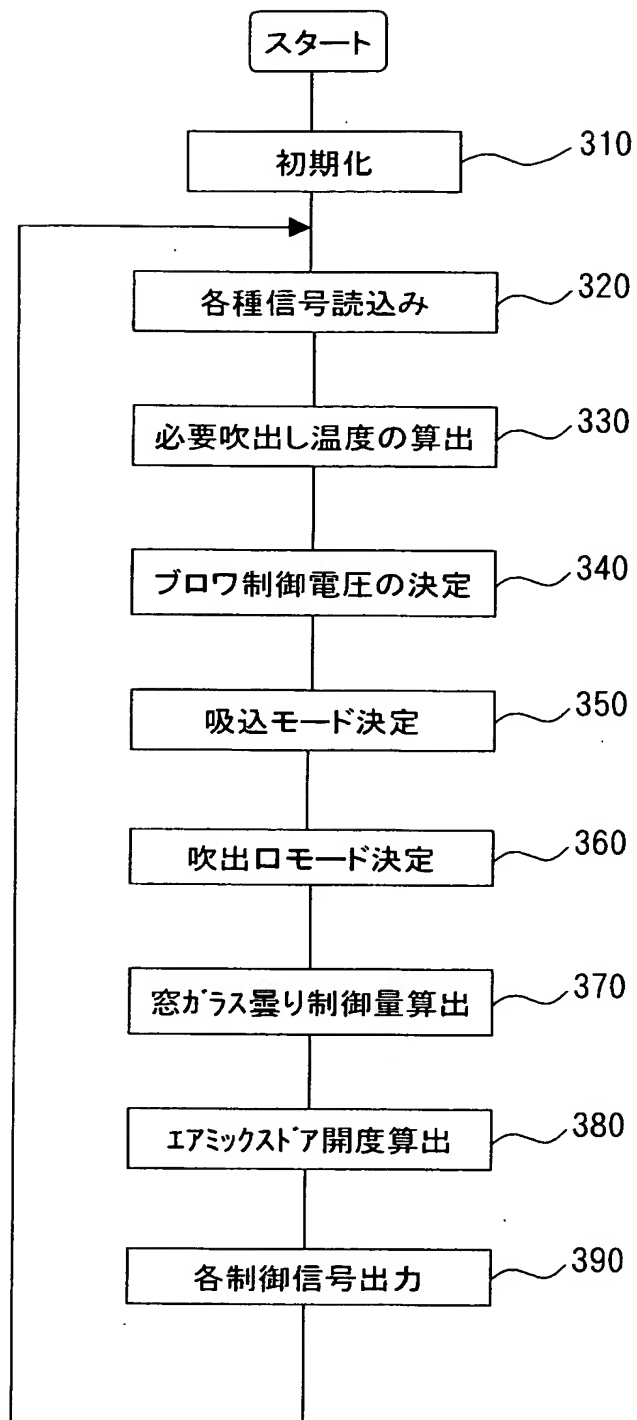 スタート
初期化
310
各種信号読込み
320
必要吹出し温度の算出
330
ブロワ制御電圧の決定
340
吸込モード決定
350
吹出口モード決定
360
窓ｶﾞﾗｽ曇り制御量算出
370
ｴｱﾐｯｸｽﾄﾞｱ開度算出
380
各制御信号出力
390